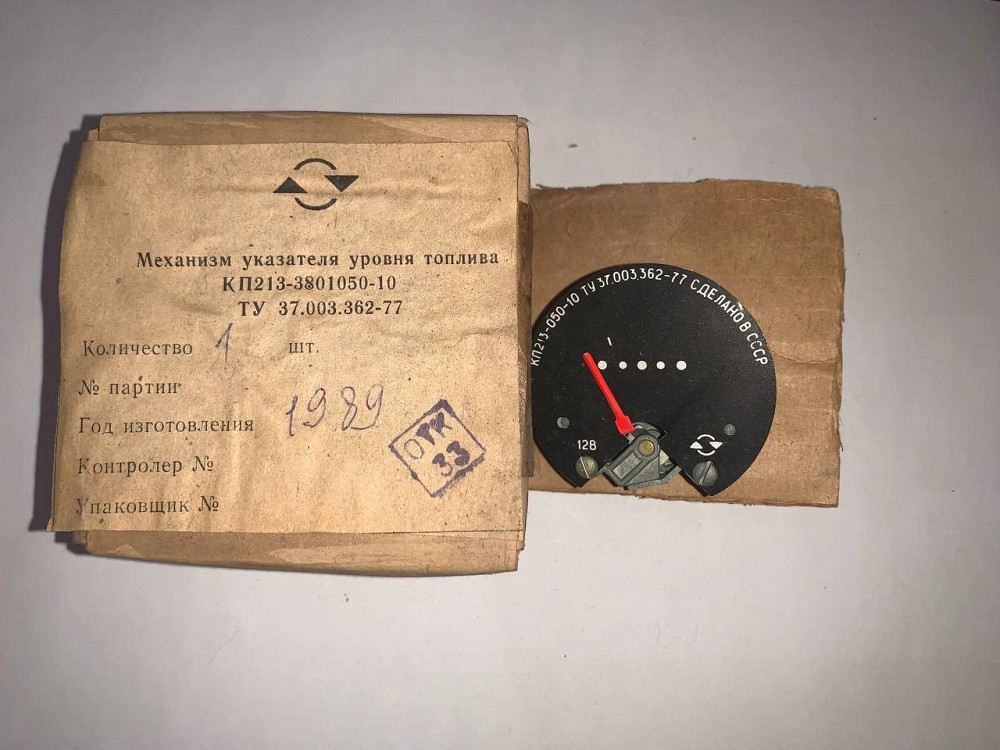 Механизм указателя уровня топлива
КП213-3801050-10
ТУ 37.003.362-77
Количество 1 шт.
№ партии
Год изготовления 1989
Контролер №
Упаковщик №
ОТК
33
КП213-050-10 ТУ 37.003.362-77 СДЕЛАНО В СССР
12В